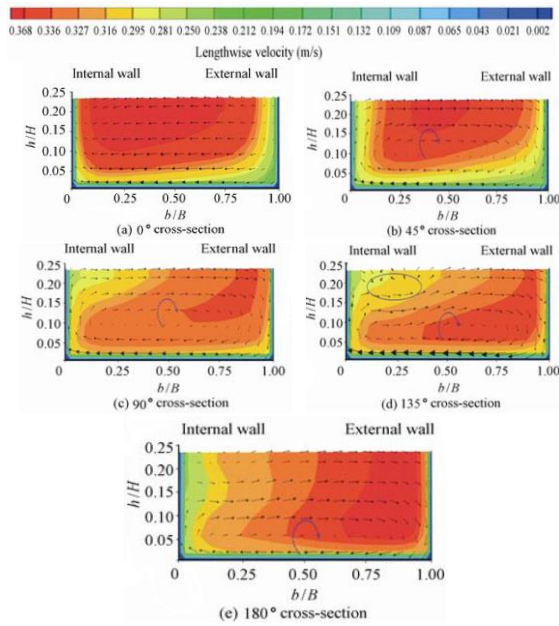 0.368 0.336 0.327 0.316 0.295 0.281 0.258 0.238 0.212 0.194 0.174 0.151 0.132 0.109 0.087 0.065 0.043 0.021 0.002
Lengthwise velocity (m/s)
Internal wall External wall
h/H
0.25
0.20
0.15
0.10
0.05
0 0.25 0.50 0.75 1.00
b/B
(a) 0° cross-section
Internal wall External wall
h/H
0.25
0.20
0.15
0.10
0.05
0 0.25 0.50 0.75 1.00
b/B
(b) 45° cross-section
Internal wall External wall
h/H
0.25
0.20
0.15
0.10
0.05
0 0.25 0.50 0.75 1.00
b/B
(c) 90° cross-section
Internal wall External wall
h/H
0.25
0.20
0.15
0.10
0.05
0 0.25 0.50 0.75 1.00
b/B
(d) 135° cross-section
Internal wall External wall
h/H
0.25
0.20
0.15
0.10
0.05
0 0.25 0.50 0.75 1.00
b/B
(e) 180° cross-section